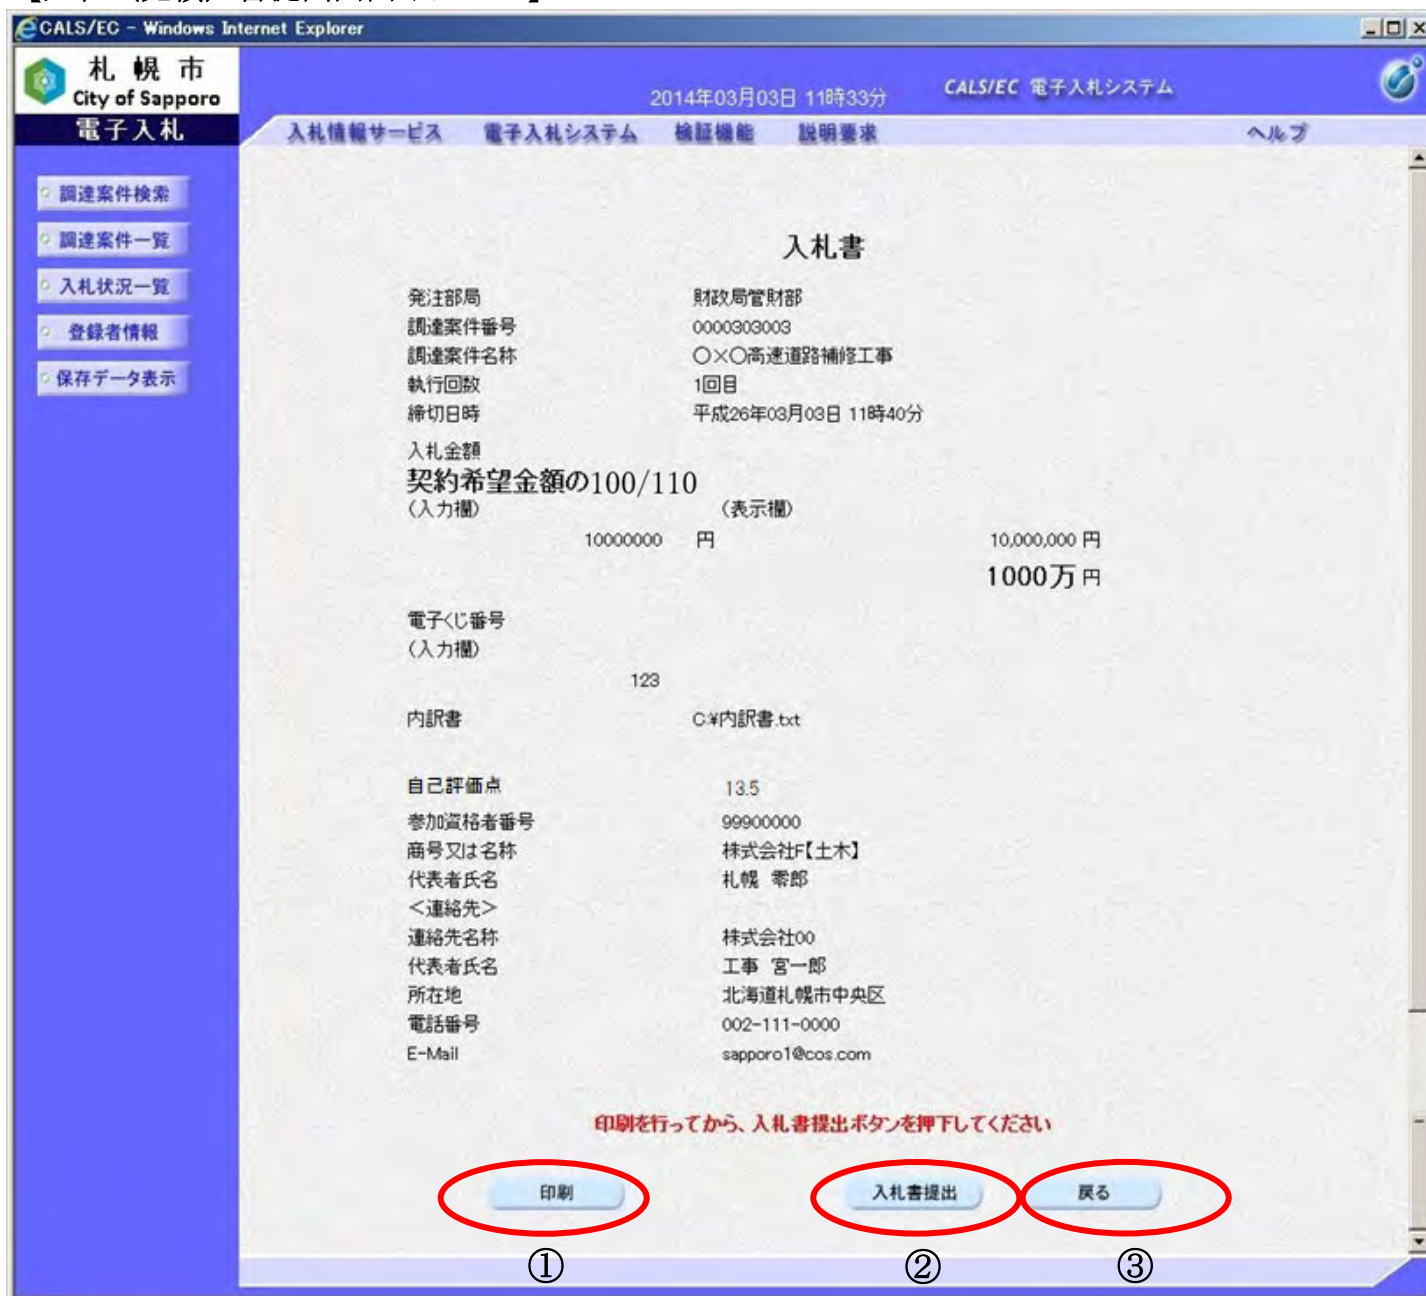 CALS/EC - Windows Internet Explorer
札幌市
City of Sapporo
2014年03月03日 11時33分
CALS/EC 電子入札システム
電子入札
入札情報サービス 電子入札システム 検証機能 説明要求 ヘルプ
調達案件検索
調達案件一覧
入札状況一覧
登録者情報
保存データ表示
入札書
発注部局 財政局管財部
調達案件番号 0000303003
調達案件名称 ○×○高速道路補修工事
執行回数 1回目
締切日時 平成26年03月03日 11時40分
入札金額
契約希望金額の100/110
(入力欄) (表示欄)
10000000 円 10,000,000 円
1000万円
電子くじ番号
(入力欄)
123
内訳書 C:¥内訳書.txt
自己評価点 13.5
参加資格者番号 99900000
商号又は名称 株式会社F【土木】
代表者氏名 札幌 零郎
<連絡先>
連絡先名称 株式会社00
代表者氏名 工事 宮一郎
所在地 北海道札幌市中央区
電話番号 002-111-0000
E-Mail sapporo1@cos.com
印刷を行ってから、入札書提出ボタンを押下してください
印刷 入札書提出 戻る
① ② ③